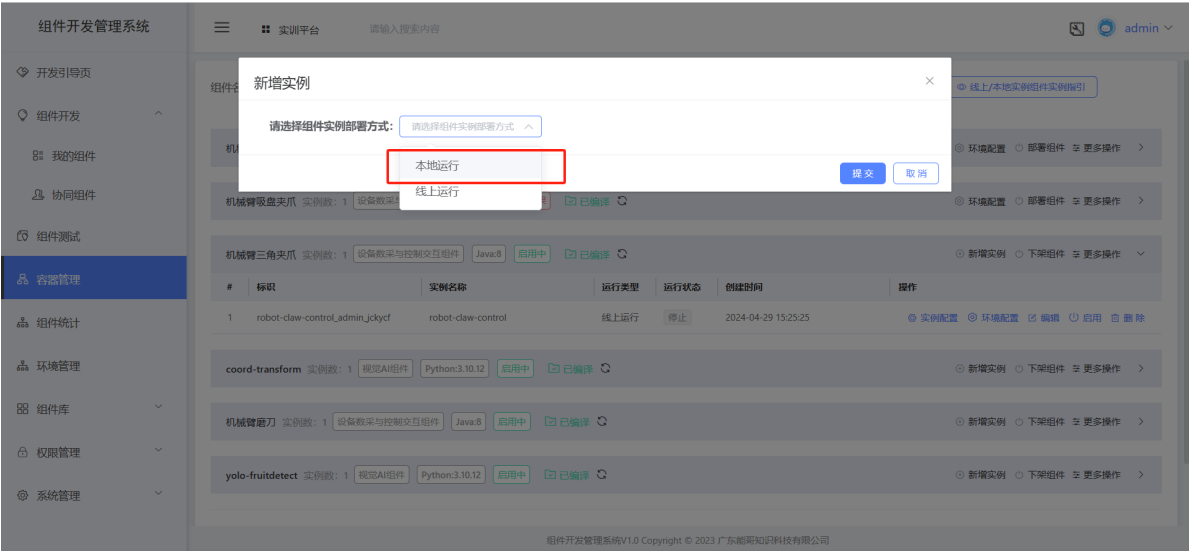 组件开发管理系统
实训平台
请输入搜索内容
admin
开发引导页
组件开发
我的组件
协同组件
组件测试
容器管理
组件统计
环境管理
组件库
权限管理
系统管理
组件名
线上/本地实例组件实例指引
新增实例
请选择组件实例部署方式：
请选择组件实例部署方式
本地运行
线上运行
提交
取消
环境配置 部署组件 更多操作
机械臂吸盘夹爪 实例数：1 设备数采 已编译
环境配置 部署组件 更多操作
机械臂三角夹爪 实例数：1 设备数采与控制交互组件 Java:8 启用中 已编译
新增实例 下架组件 更多操作
# 标识 实例名称 运行类型 运行状态 创建时间 操作
1 robot-claw-control_admin_jckycf robot-claw-control 线上运行 停止 2024-04-29 15:25:25 实例配置 环境配置 编辑 启用 删除
coord-transform 实例数：1 视觉AI组件 Python:3.10.12 启用中 已编译
新增实例 下架组件 更多操作
机械臂磨刀 实例数：1 设备数采与控制交互组件 Java:8 启用中 已编译
新增实例 下架组件 更多操作
yolo-fruitdetect 实例数：1 视觉AI组件 Python:3.10.12 启用中 已编译
新增实例 下架组件 更多操作
组件开发管理系统V1.0 Copyright © 2023 广东能哥知识科技有限公司